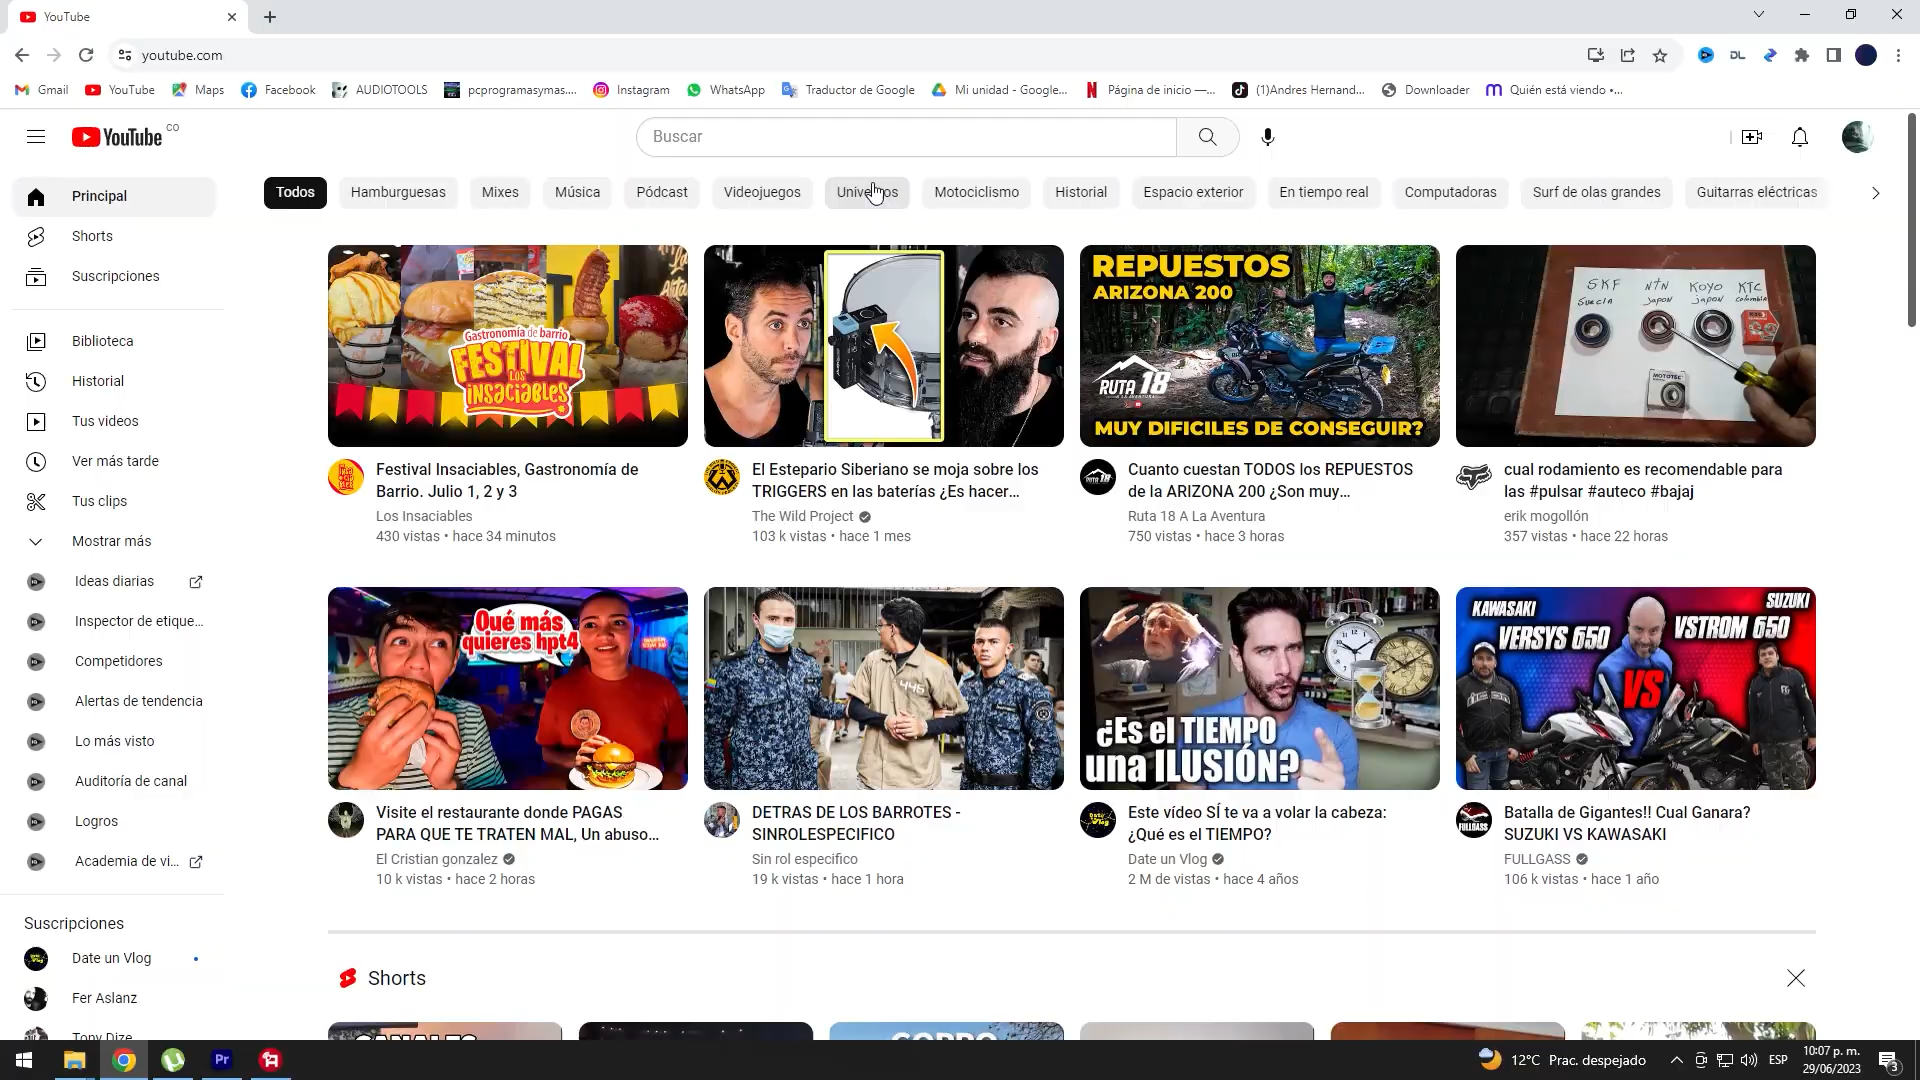 YouTube
youtube.com
Gmail
YouTube
Maps
Facebook
AUDIOTOOLS
pcprogramasymas....
Instagram
WhatsApp
Traductor de Google
Mi unidad - Google...
Página de inicio —...
(1)Andres Hernand...
Downloader
Quién está viendo •...
YouTube CO
Buscar
Todos
Hamburguesas
Mixes
Música
Pódcast
Videojuegos
Motociclismo
Historial
Espacio exterior
En tiempo real
Computadoras
Surf de olas grandes
Guitarras eléctricas
Principal
Shorts
Suscripciones
Biblioteca
Historial
Tus videos
Ver más tarde
Tus clips
Mostrar más
Ideas diarias
Inspector de etique...
Competidores
Alertas de tendencia
Lo más visto
Auditoría de canal
Logros
Academia de vi...
Suscripciones
Date un Vlog
Fer Aslanz
Tony Dize
Gastronomía de barrio
FESTIVAL
LOS
INSACIABLES
Festival Insaciables, Gastronomía de
Barrio. Julio 1, 2 y 3
Los Insaciables
430 vistas • hace 34 minutos
El Estepario Siberiano se moja sobre los
TRIGGERS en las baterías ¿Es hacer...
The Wild Project
103 k vistas • hace 1 mes
REPUESTOS
ARIZONA 200
RUTA 18
MUY DIFICILES DE CONSEGUIR?
Cuanto cuestan TODOS los REPUESTOS
de la ARIZONA 200 ¿Son muy...
Ruta 18 A La Aventura
750 vistas • hace 3 horas
SKF NTN KOYO KTC
Suecia Japon Japon Colombia
MOTOTEC
cual rodamiento es recomendable para
las #pulsar #auteco #bajaj
erik mogollón
357 vistas • hace 22 horas
Qué más
quieres hpt4
Visite el restaurante donde PAGAS
PARA QUE TE TRATEN MAL, Un abuso...
El Cristian gonzalez
10 k vistas • hace 2 horas
446
DETRAS DE LOS BARROTES -
SINROLESPECIFICO
Sin rol especifico
19 k vistas • hace 1 hora
¿Es el TIEMPO
una ILUSIÓN?
Este vídeo SÍ te va a volar la cabeza:
¿Qué es el TIEMPO?
Date un Vlog
2 M de vistas • hace 4 años
KAWASAKI
VERSYS 650
SUZUKI
VSTROM 650
VS
Batalla de Gigantes!! Cual Ganara?
SUZUKI VS KAWASAKI
FULLGASS
106 k vistas • hace 1 año
Shorts
12°C Prac. despejado
ESP
10:07 p. m.
29/06/2023
3